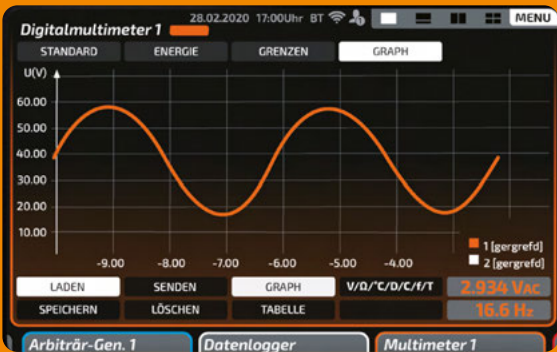 28.02.2020 17:00Uhr BT MENU
Digitalmultimeter 1
STANDARD ENERGIE GRENZEN GRAPH
U(V)
60.00
50.00
40.00
30.00
20.00
10.00
1 [gergrefd]
-9.00 -8.00 -7.00 -6.00 -5.00 -4.00
2 [gergrefd]
LADEN SENDEN GRAPH V/Ω/°C/D/C/f/T 2.934 VAC
SPEICHERN LÖSCHEN TABELLE 16.6 Hz
Arbiträr-Gen. 1 Datenlogger Multimeter 1